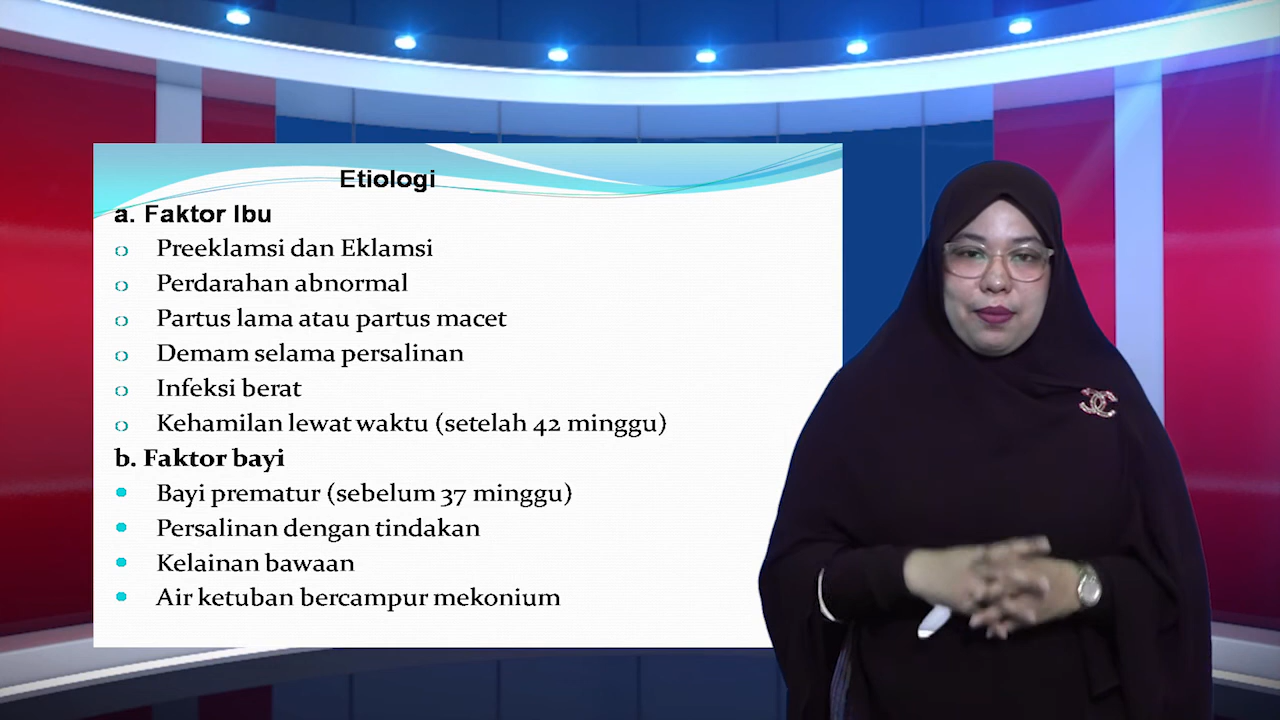 Etiologi
a. Faktor Ibu
Preeklamsi dan Eklamsi
Perdarahan abnormal
Partus lama atau partus macet
Demam selama persalinan
Infeksi berat
Kehamilan lewat waktu (setelah 42 minggu)
b. Faktor bayi
Bayi prematur (sebelum 37 minggu)
Persalinan dengan tindakan
Kelainan bawaan
Air ketuban bercampur mekonium